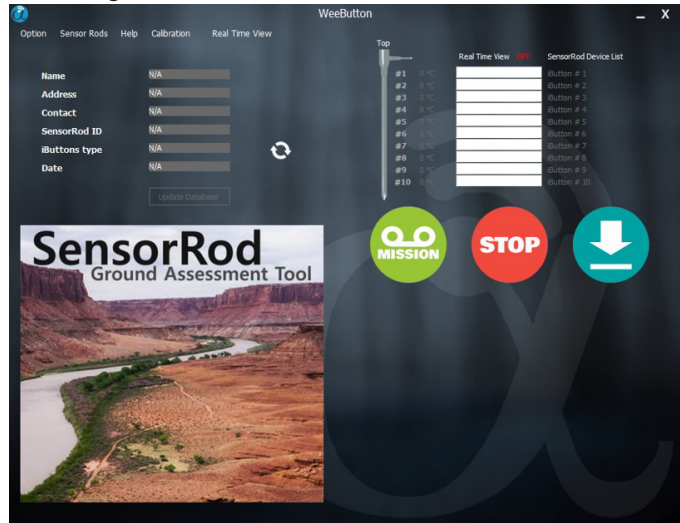 WeeButton
_ X
Option Sensor Rods Help Calibration Real Time View
Top
Real Time View OFF SensorRod Device List
Name N/A
Address N/A
Contact N/A
SensorRod ID N/A
iButtons type N/A
Date N/A
Update Database
#1 0 °C iButton # 1
#2 0 °C iButton # 2
#3 0 °C iButton # 3
#4 0 °C iButton # 4
#5 0 °C iButton # 5
#6 0 °C iButton # 6
#7 0 °C iButton # 7
#8 0 °C iButton # 8
#9 0 °C iButton # 9
#10 0 °C iButton # 10
MISSION
STOP
SensorRod
Ground Assessment Tool